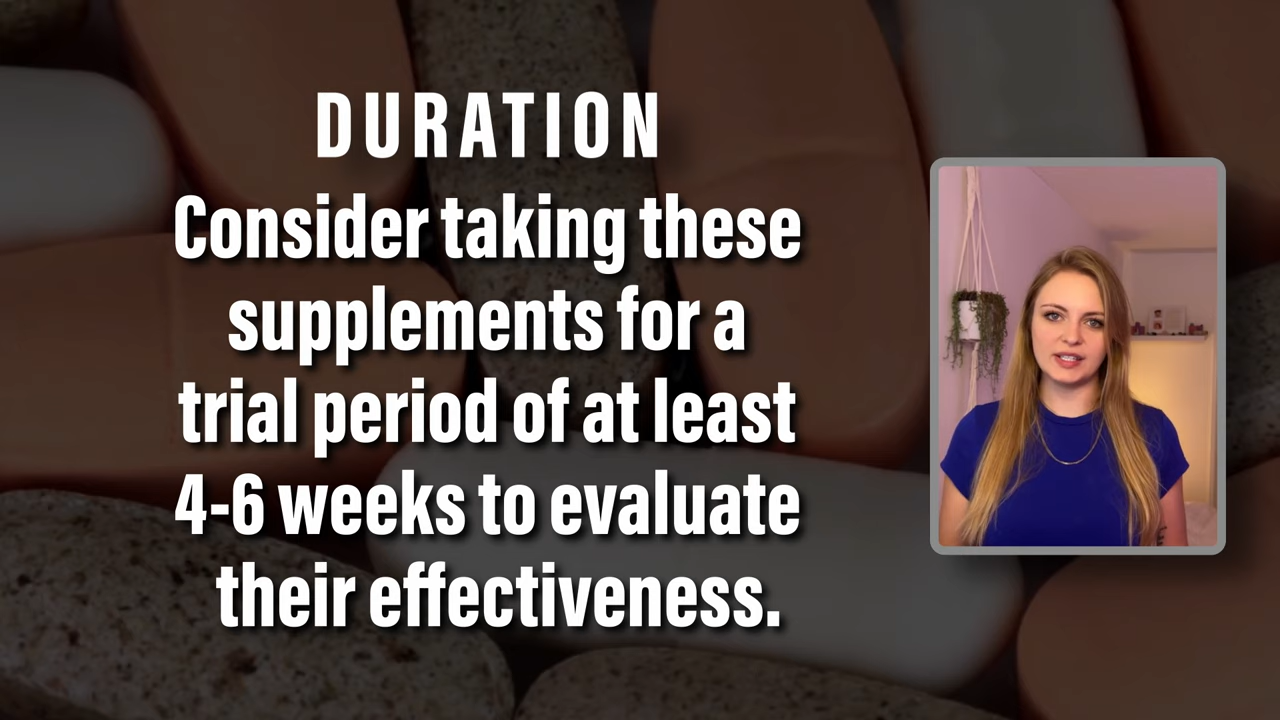 DURATION
Consider taking these
supplements for a
trial period of at least
4-6 weeks to evaluate
their effectiveness.